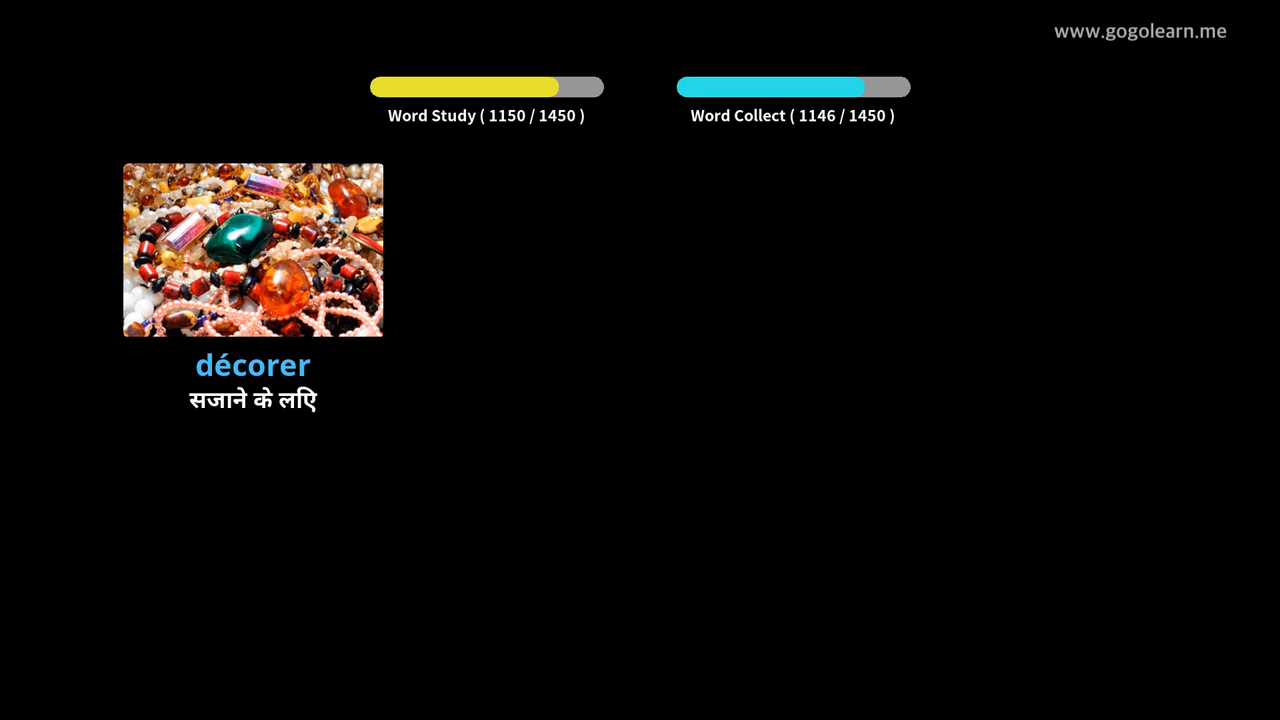 www.gogolearn.me
Word Study ( 1150 / 1450 )
Word Collect ( 1146 / 1450 )
décorer
सजाने के लिए